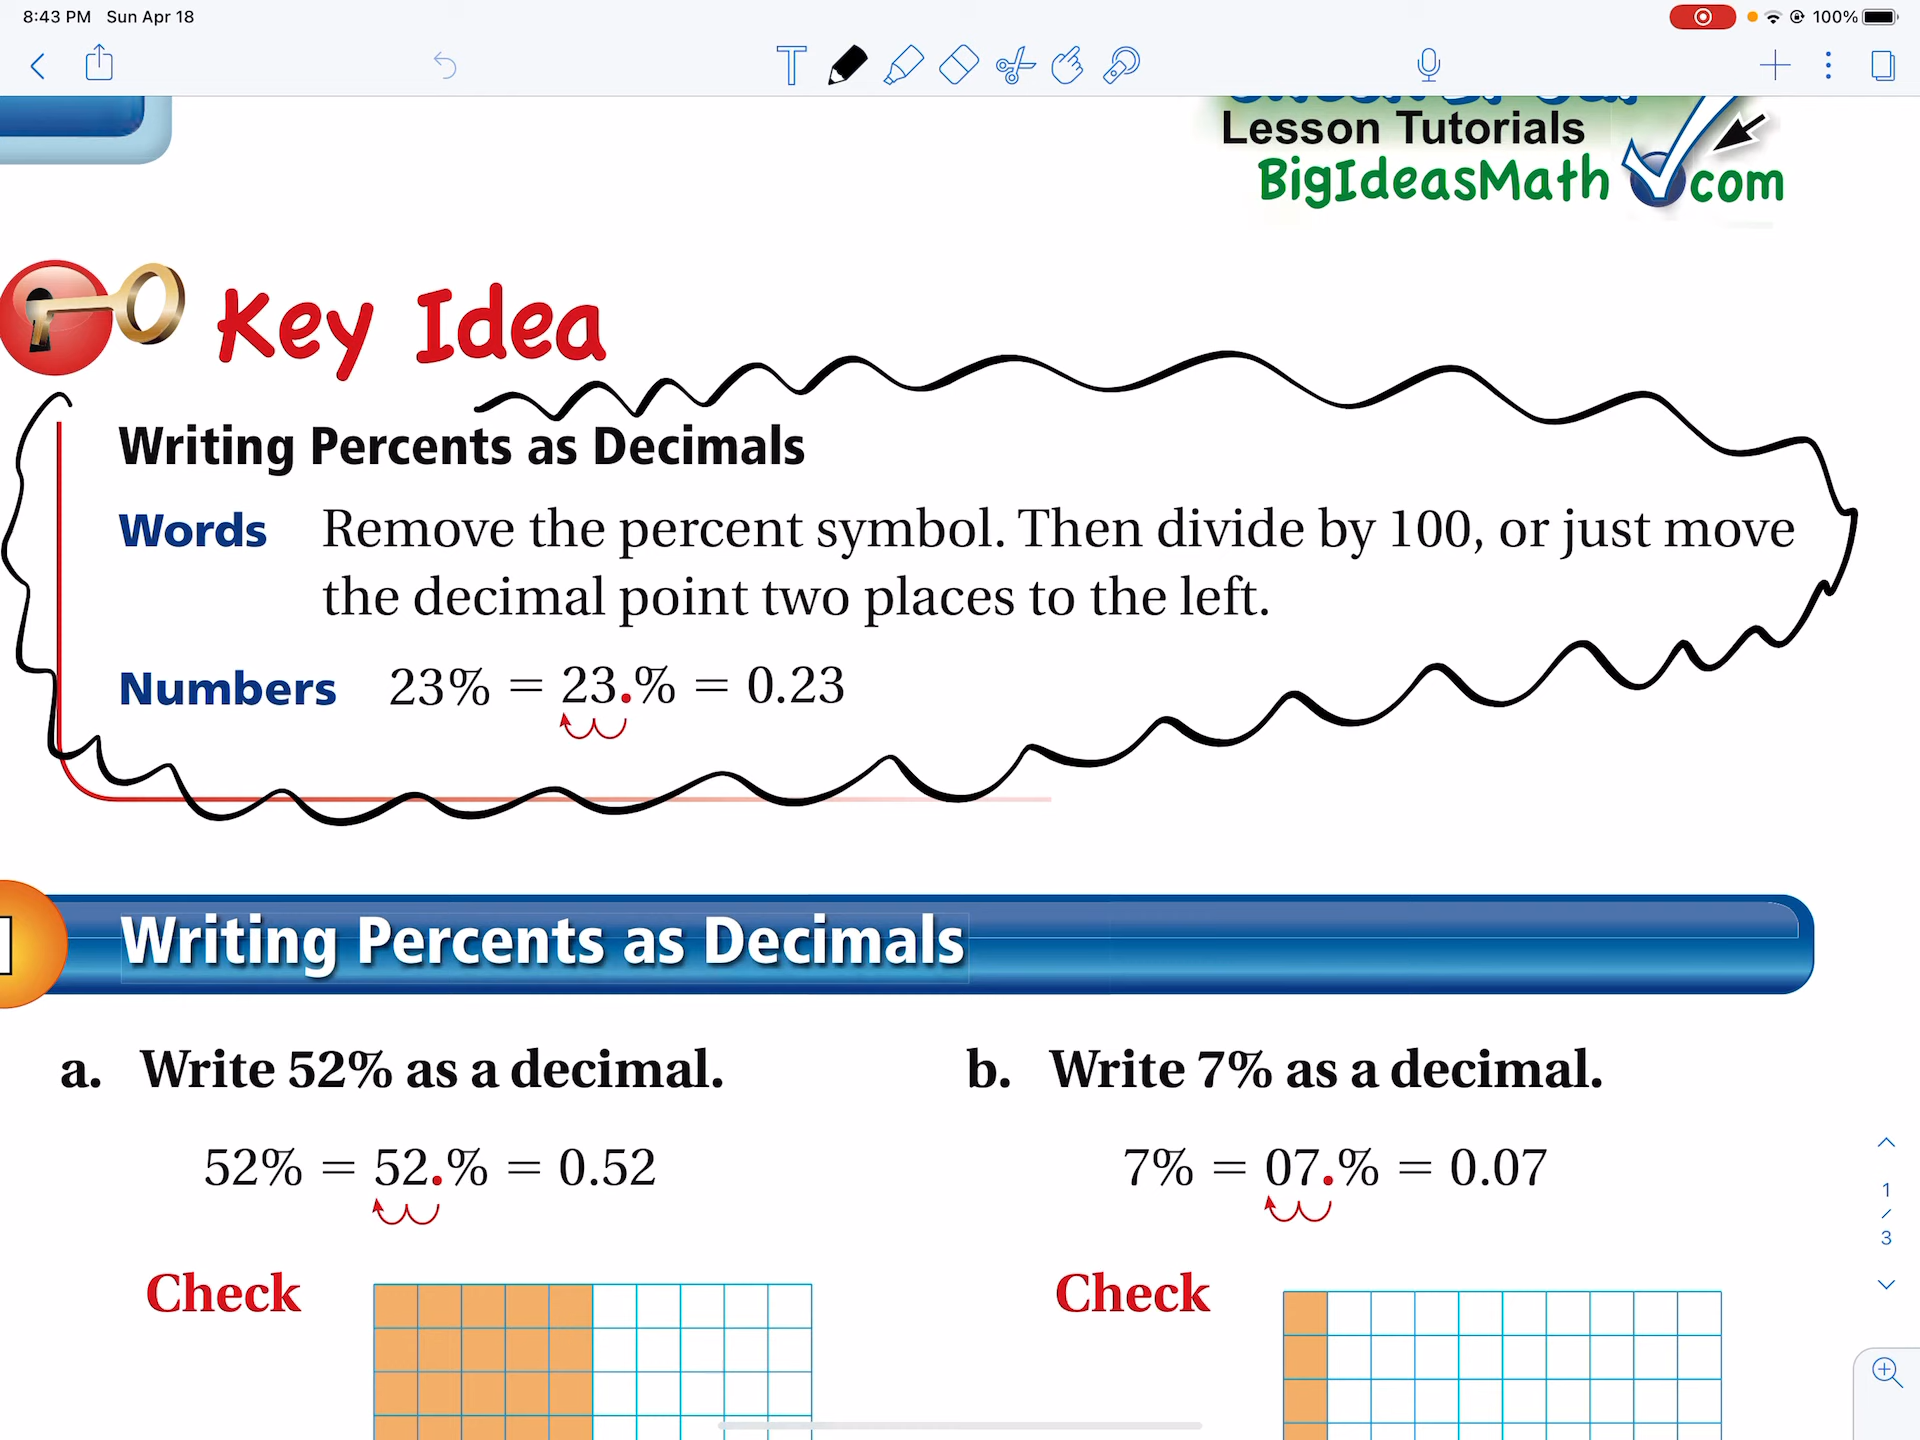 8:43 PM Sun Apr 18
100%
Lesson Tutorials
BigIdeasMath com
Key Idea
Writing Percents as Decimals
Words Remove the percent symbol. Then divide by 100, or just move
the decimal point two places to the left.
Numbers 23% = 23.% = 0.23
Writing Percents as Decimals
a. Write 52% as a decimal.
52% = 52.% = 0.52
Check
b. Write 7% as a decimal.
7% = 07.% = 0.07
Check
1
/
3